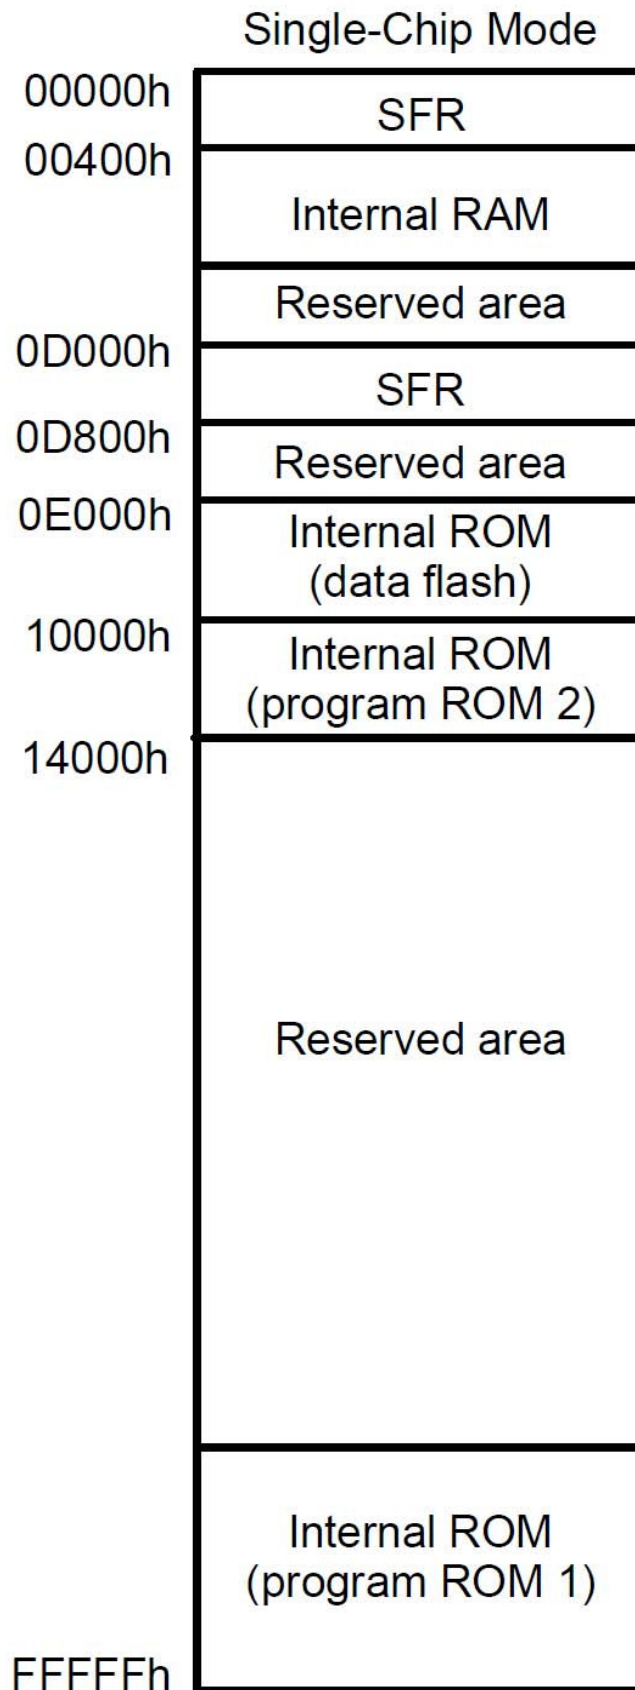 Single-Chip Mode
00000h
SFR
00400h
Internal RAM
Reserved area
0D000h
SFR
0D800h
Reserved area
0E000h
Internal ROM
(data flash)
10000h
Internal ROM
(program ROM 2)
14000h
Reserved area
Internal ROM
(program ROM 1)
FFFFFh